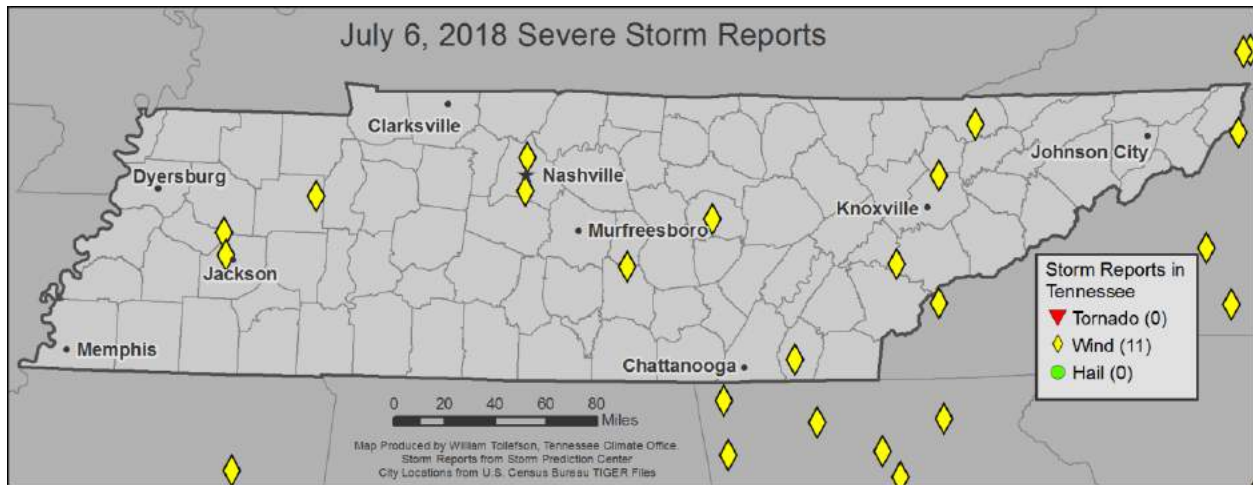 July 6, 2018 Severe Storm Reports
Clarksville
Johnson City
Dyersburg
Nashville
Knoxville
Murfreesboro
Jackson
Storm Reports in
Tennessee
Tornado (0)
Wind (11)
Hail (0)
Memphis
Chattanooga
0 20 40 60 80
Miles
Map Produced by William Tollefson, Tennessee Climate Office.
Storm Reports from Storm Prediction Center
City Locations from U.S. Census Bureau TIGER Files